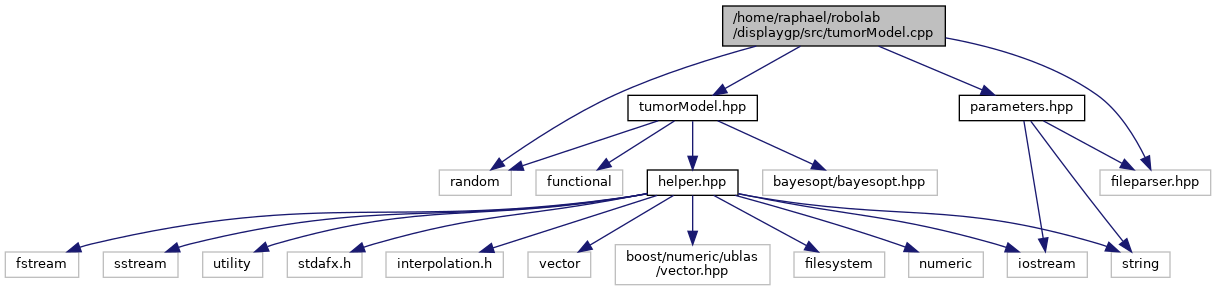 /home/raphael/robolab
/displaygp/src/tumorModel.cpp
tumorModel.hpp
parameters.hpp
random
functional
helper.hpp
bayesopt/bayesopt.hpp
fileparser.hpp
fstream
sstream
utility
stdafx.h
interpolation.h
vector
boost/numeric/ublas
/vector.hpp
filesystem
numeric
iostream
string